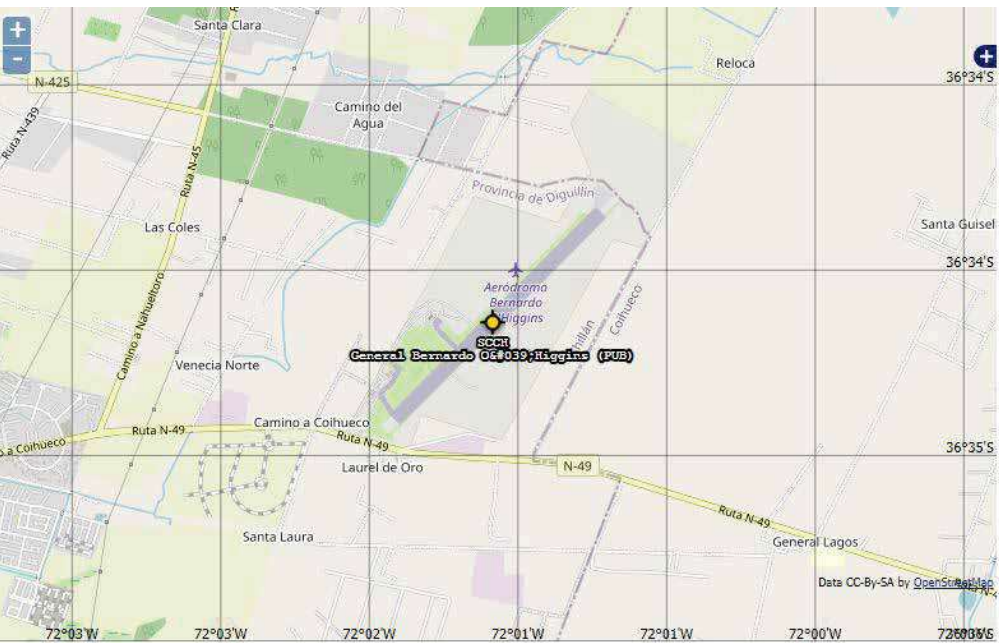 +
−
+
Santa Clara
Reloca
N-425
36°34'S
Camino del
Agua
Ruta N-439
Ruta N-45
Provincia de Diguillín
Las Coles
Santa Guisel
36°34'S
Aeródromo
Bernardo
O'Higgins
SCCH
General Bernardo O&#039;Higgins (PUB)
Chillán
Coihueco
Camino a Nahueltoro
Venecia Norte
Camino a Coihueco
Ruta N-49
Ruta N-49
a Coihueco
36°35'S
Laurel de Oro
N-49
Ruta N-49
Santa Laura
General Lagos
Data CC-By-SA by OpenStreetMap
72°03'W
72°03'W
72°02'W
72°01'W
72°01'W
72°00'W